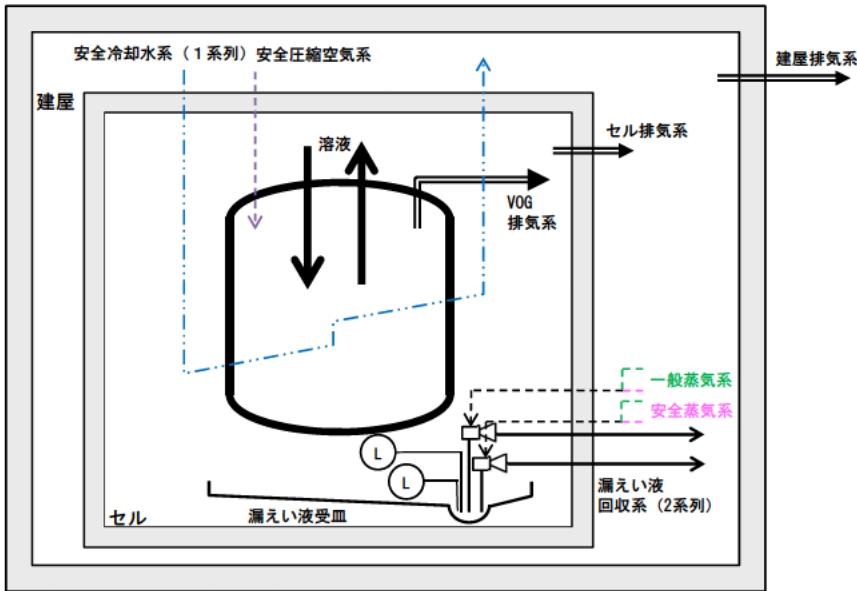 安全冷却水系（１系列）
安全圧縮空気系
建屋排気系
建屋
セル排気系
溶液
VOG
排気系
一般蒸気系
安全蒸気系
L
L
漏えい液
回収系（2系列）
セル
漏えい液受皿